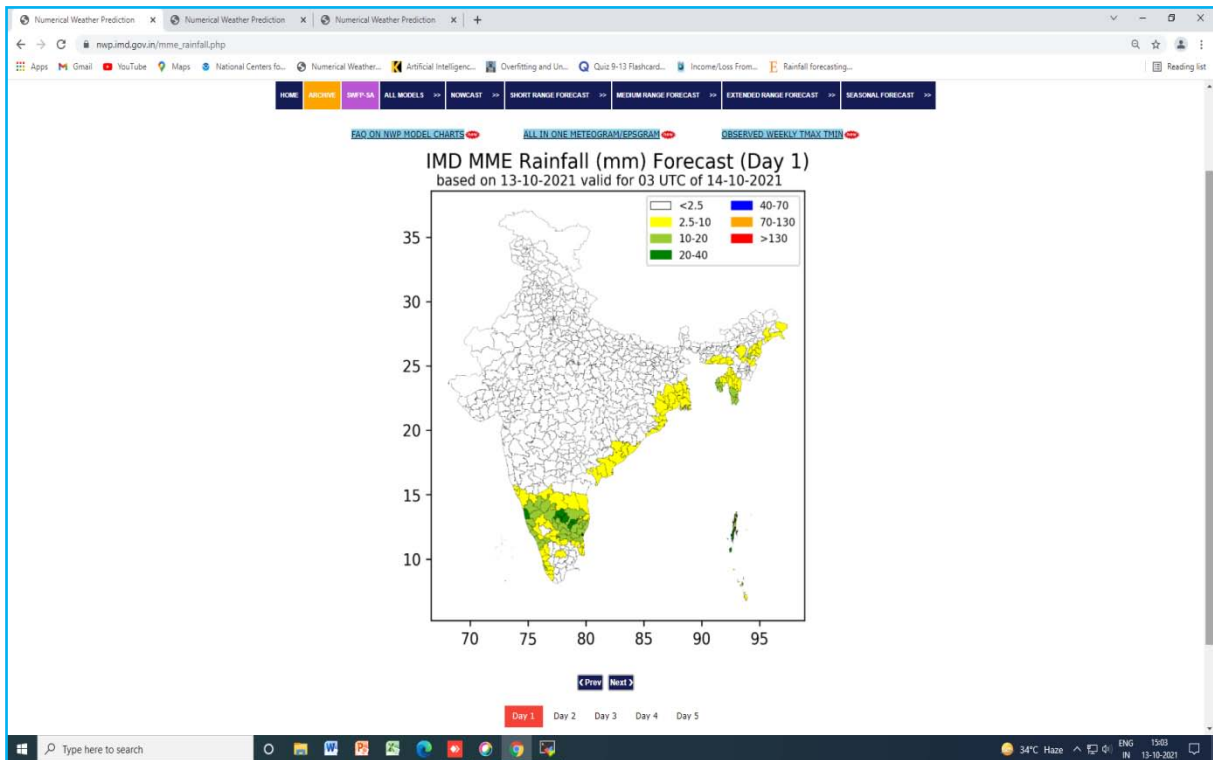 Numerical Weather Prediction
Numerical Weather Prediction
Numerical Weather Prediction
nwp.imd.gov.in/mme_rainfall.php
Apps Gmail YouTube Maps National Centers fo... Numerical Weather... Artificial Intelligenc... Overfitting and Un... Quiz 9-13 Flashcard... Income/Loss From... Rainfall forecasting... Reading list
HOME ARCHIVE SWFP-SA ALL MODELS >> NOWCAST >> SHORT RANGE FORECAST >> MEDIUM RANGE FORECAST >> EXTENDED RANGE FORECAST >> SEASONAL FORECAST >>
FAQ ON NWP MODEL CHARTS ALL IN ONE METEOGRAM/EPSGRAM OBSERVED WEEKLY TMAX TMIN
IMD MME Rainfall (mm) Forecast (Day 1)
based on 13-10-2021 valid for 03 UTC of 14-10-2021
<2.5 40-70
2.5-10 70-130
10-20 >130
20-40
35
30
25
20
15
10
70 75 80 85 90 95
Prev Next
Day 1 Day 2 Day 3 Day 4 Day 5
Type here to search
34°C Haze
ENG 15:03
IN 13-10-2021